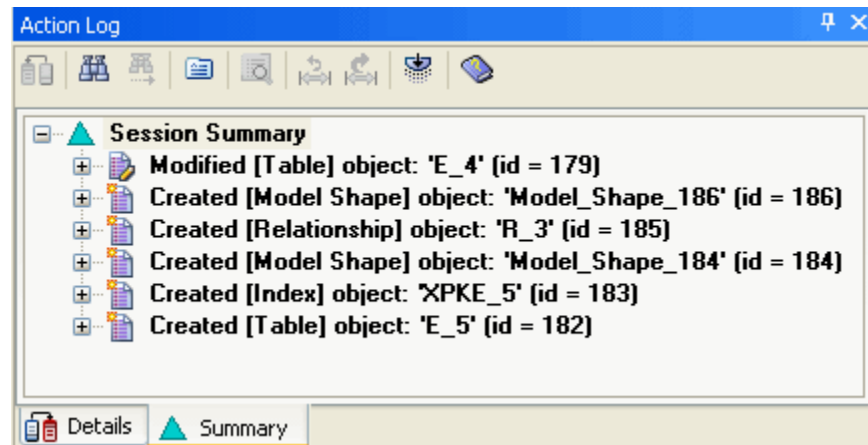 Action Log
Session Summary
Modified [Table] object: 'E_4' (id = 179)
Created [Model Shape] object: 'Model_Shape_186' (id = 186)
Created [Relationship] object: 'R_3' (id = 185)
Created [Model Shape] object: 'Model_Shape_184' (id = 184)
Created [Index] object: 'XPKE_5' (id = 183)
Created [Table] object: 'E_5' (id = 182)
Details Summary